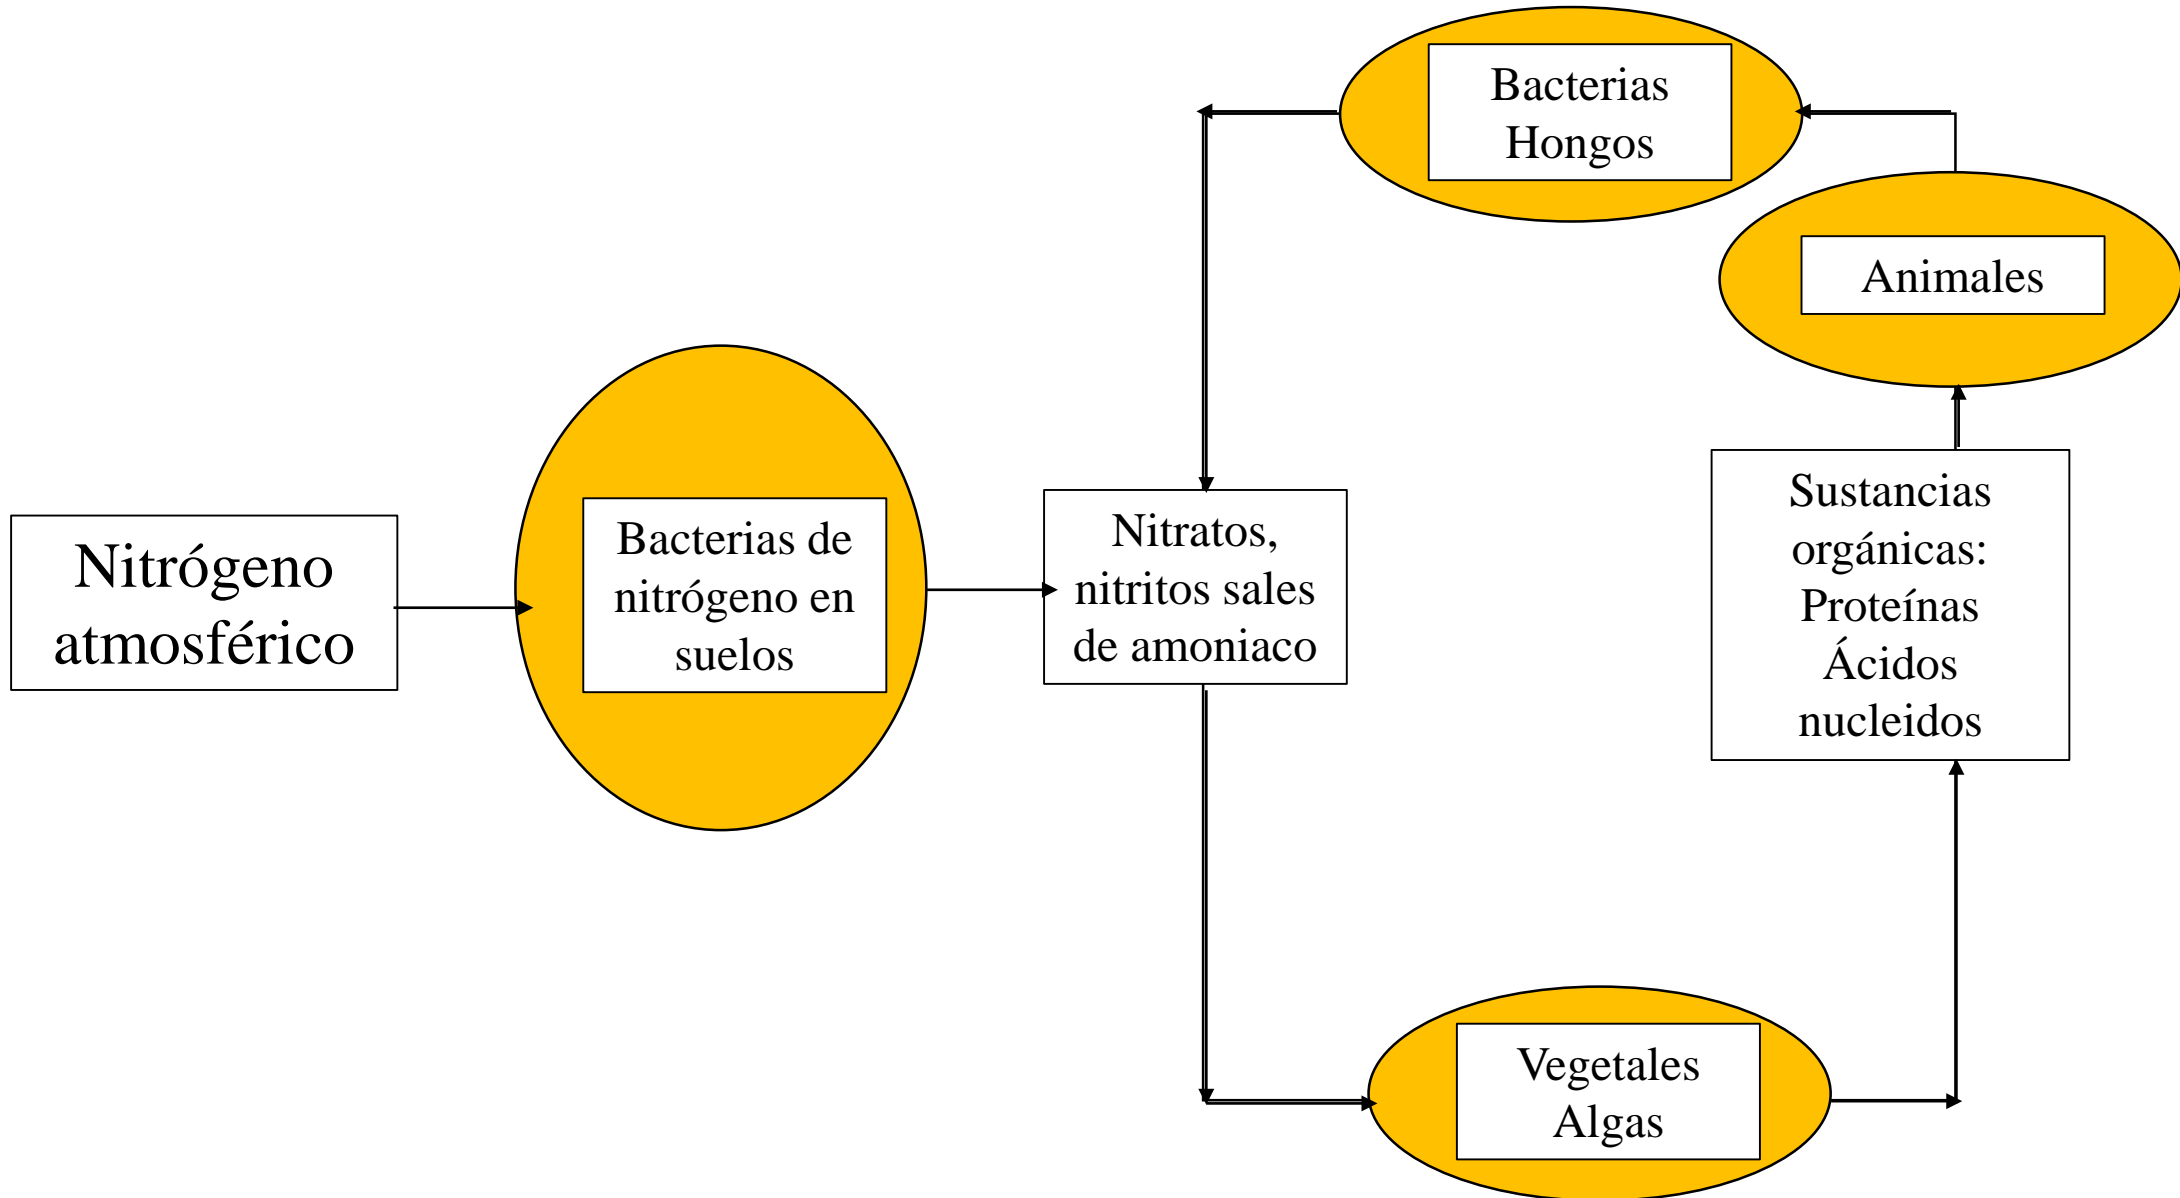 Nitrógeno
atmosférico
Bacterias de
nitrógeno en
suelos
Nitratos,
nitritos sales
de amoniaco
Bacterias
Hongos
Animales
Sustancias
orgánicas:
Proteínas
Ácidos
nucleidos
Vegetales
Algas